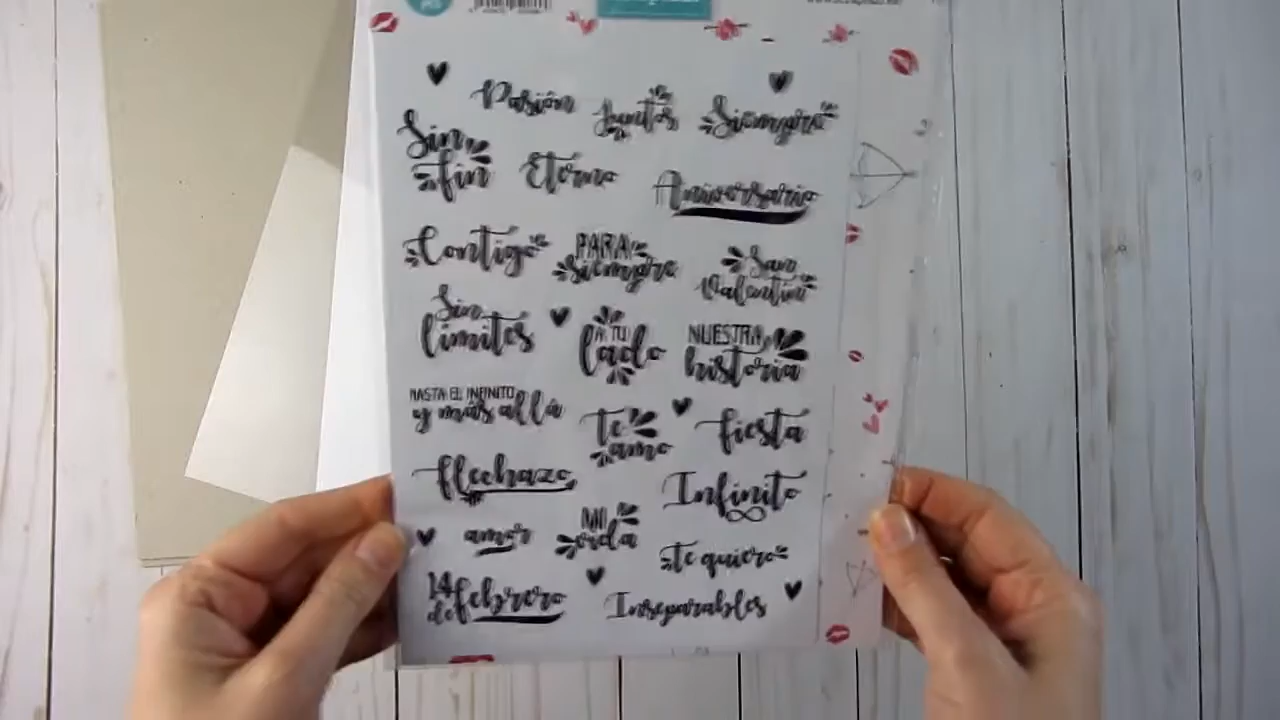 Pasión
Juntos
Siempre
Sin
fin
Eterno
Aniversario
Contigo
PARA
siempre
San
Valentín
Sin
limites
A TU
lado
NUESTRA
historia
HASTA EL INFINITO
y más allá
te
amo
fiesta
flechazo
Infinito
amor
MI
vida
te quiero
14 de febrero
Inseparables